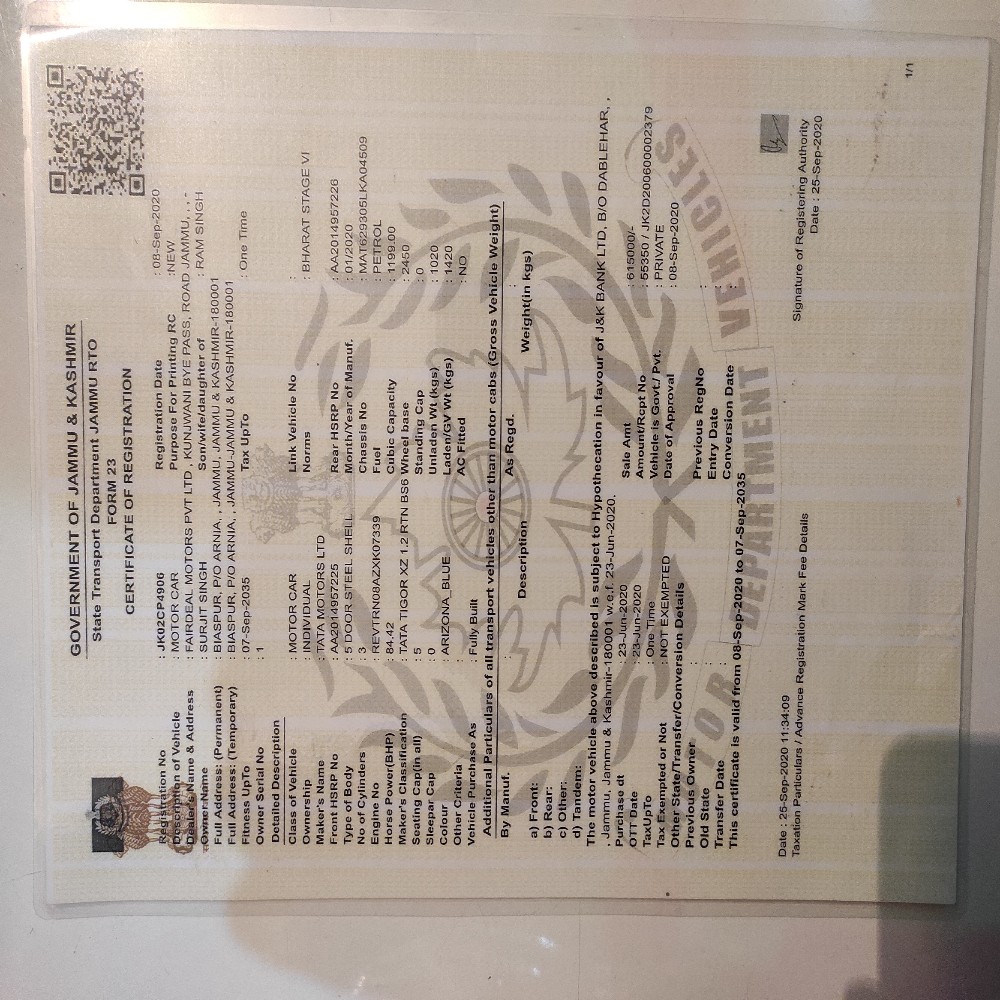 GOVERNMENT OF JAMMU & KASHMIR
State Transport Department JAMMU RTO
FORM 23
CERTIFICATE OF REGISTRATION
Registration No : JK02CP4906 Registration Date : 08-Sep-2020
Description of Vehicle : MOTOR CAR Purpose For Printing RC :NEW
Dealer's Name & Address : FAIRDEAL MOTORS PVT LTD , KUNJWANI BYE PASS, ROAD JAMMU, , , -
Owner Name : SURJIT SINGH Son/wife/daughter of : RAM SINGH
Full Address: (Permanent) : BIASPUR, P/O ARNIA, , JAMMU, JAMMU & KASHMIR-180001
Full Address: (Temporary) : BIASPUR, P/O ARNIA, , JAMMU-JAMMU & KASHMIR-180001
Fitness UpTo : 07-Sep-2035 Tax UpTo : One Time
Owner Serial No : 1
Detailed Description
Class of Vehicle : MOTOR CAR Link Vehicle No
Ownership : INDIVIDUAL Norms : BHARAT STAGE VI
Maker's Name : TATA MOTORS LTD
Front HSRP No : AA2014957225 Rear HSRP No : AA2014957226
Type of Body : 5 DOOR STEEL SHELL Month/Year of Manuf. : 01/2020
No of Cylinders : 3 Chassis No : MAT629305LKA04509
Engine No : REVTRN08AZZXK07339 Fuel : PETROL
Horse Power(BHP) : 84.42 Cubic Capacity : 1199.00
Maker's Classification : TATA TIGOR XZ 1.2 RTN BS6 Wheel base : 2450
Seating Cap(in all) : 5 Standing Cap : 0
Sleeper Cap : 0 Unladen Wt (kgs) : 1020
Colour : ARIZONA_BLUE Laden/GV Wt (kgs) : 1420
Other Criteria : AC Fitted : NO
Vehicle Purchase As : Fully Built
Additional Particulars of all transport vehicles other than motor cabs (Gross Vehicle Weight)
By Manuf. : As Regd. :
Description Weight(in kgs)
a) Front:
b) Rear:
c) Other:
d) Tandem:
The motor vehicle above described is subject to Hypothecation in favour of J&K BANK LTD, B/O DABLEHAR, ,
, Jammu, Jammu & Kashmir-180001 w.e.f. 23-Jun-2020.
Purchase dt : 23-Jun-2020 Sale Amt : 615000/-
OTT Date : 23-Jun-2020 Amount/Rcpt No : 55350 / JK2D2006000002379
TaxUpTo : One Time Vehicle is Govt./ Pvt. : PRIVATE
Tax Exempted or Not : NOT EXEMPTED Date of Approval : 08-Sep-2020
Other State/Transfer/Conversion Details
Previous Owner : Previous RegNo :
Old State : Entry Date :
Transfer Date : Conversion Date :
This certificate is valid from 08-Sep-2020 to 07-Sep-2035
Date : 25-Sep-2020 11:34:09
Taxation Particulars / Advance Registration Mark Fee Details
Signature of Registering Authority
Date : 25-Sep-2020
1/1
FOR DEPARTMENT VEHICLES